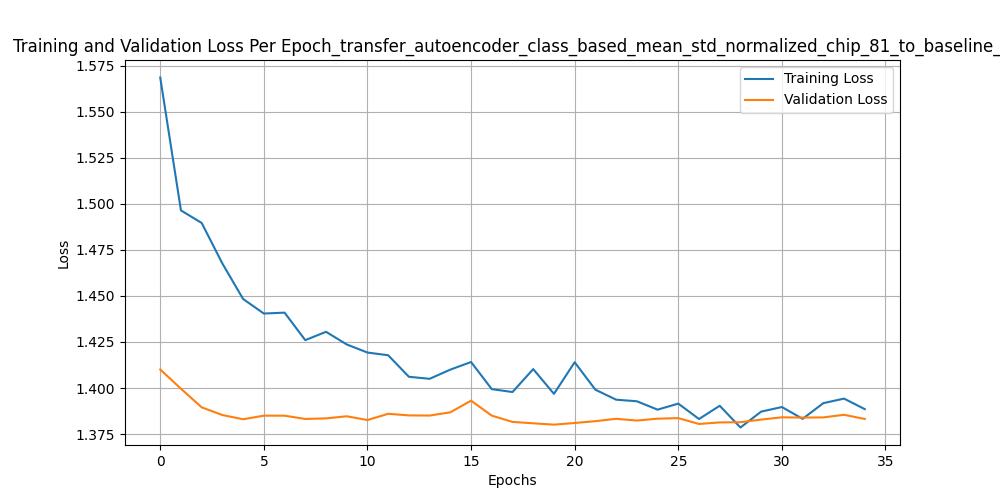 Training and Validation Loss Per Epoch_transfer_autoencoder_class_based_mean_std_normalized_chip_81_to_baseline_
Training Loss
Validation Loss
1.575
1.550
1.525
1.500
1.475
1.450
1.425
1.400
1.375
Loss
0 5 10 15 20 25 30 35
Epochs